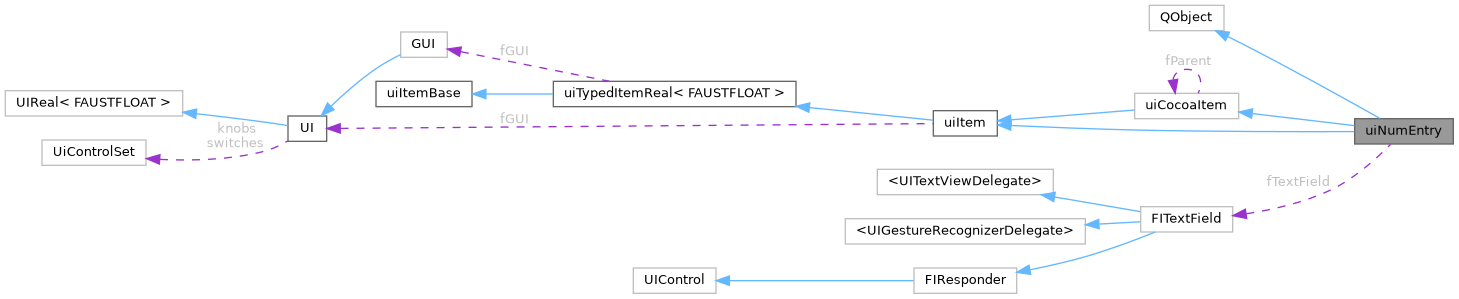 QObject
GUI
fGUI
fParent
uiItemBase
uiTypedItemReal< FAUSTFLOAT >
UIReal< FAUSTFLOAT >
uiCocoaItem
fGUI
uiItem
knobs
switches
UI
uiNumEntry
UiControlSet
<UITextViewDelegate>
fTextField
FITextField
<UIGestureRecognizerDelegate>
UIControl
FIResponder